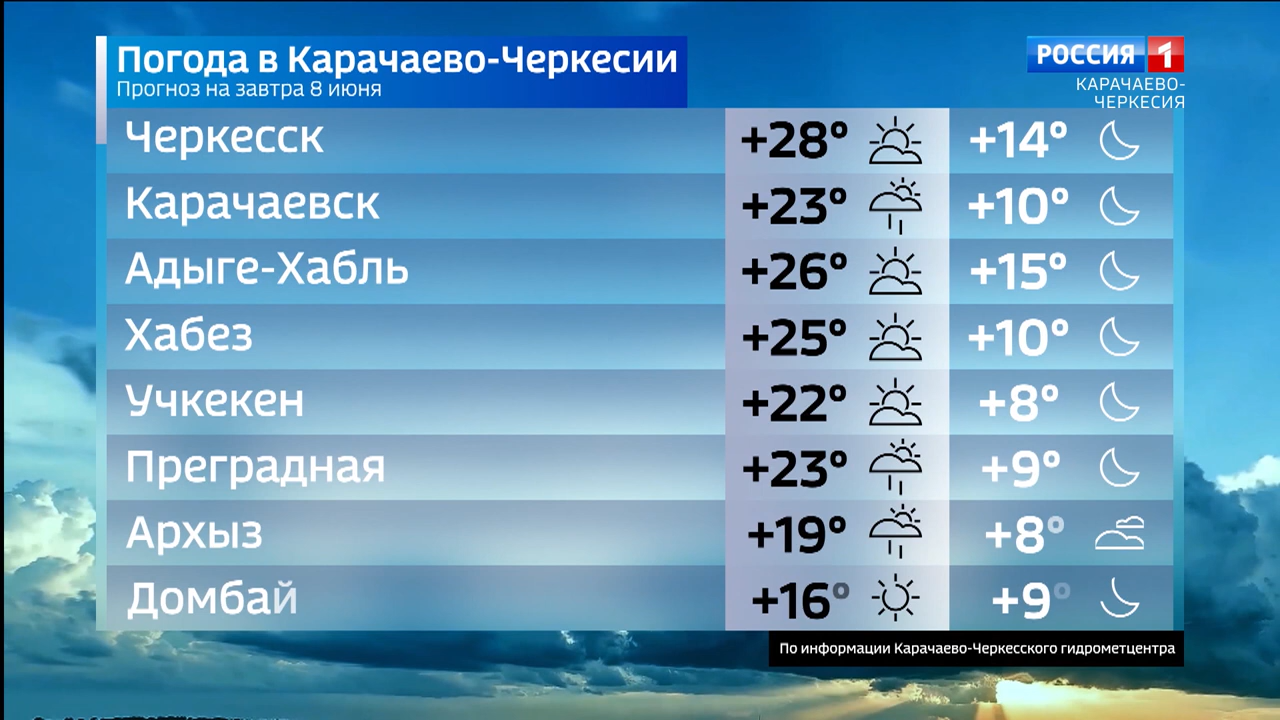 Погода в Карачаево-Черкесии
Прогноз на завтра 8 июня
РОССИЯ 1
КАРАЧАЕВО-
ЧЕРКЕСИЯ
Черкесск +28° +14°
Карачаевск +23° +10°
Адыге-Хабль +26° +15°
Хабез +25° +10°
Учкекен +22° +8°
Преградная +23° +9°
Архыз +19° +8°
Домбай +16° +9°
По информации Карачаево-Черкесского гидрометцентра